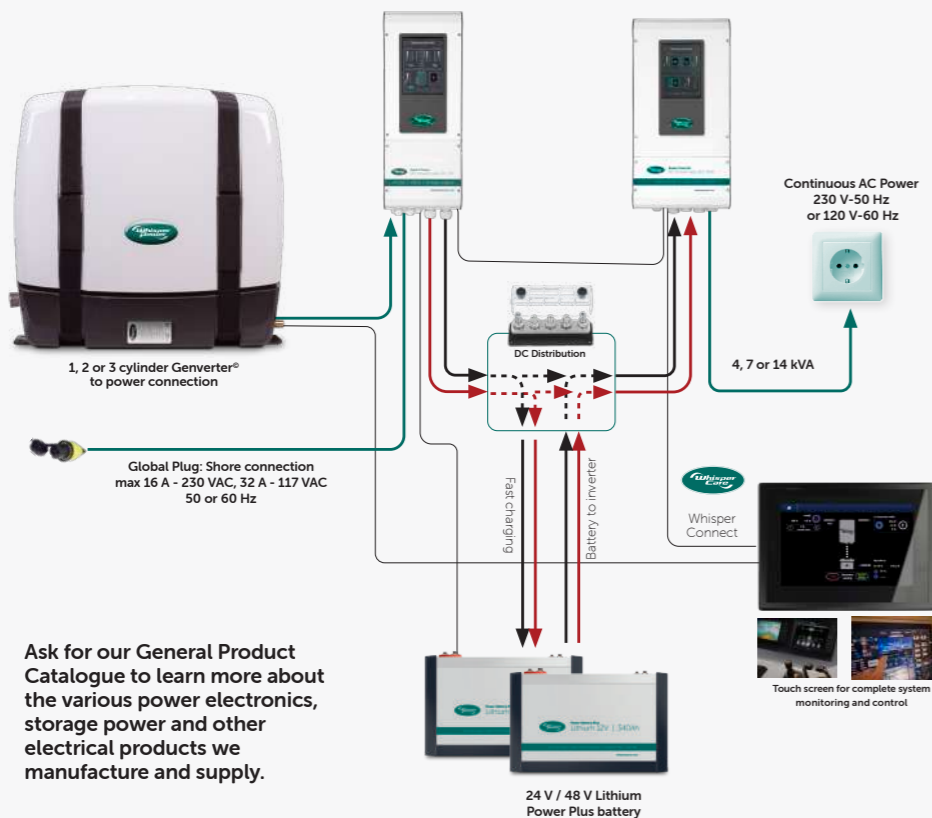 Whisper
Power
Continuous AC Power
230 V-50 Hz
or 120 V-60 Hz
DC Distribution
1, 2 or 3 cylinder Genverter©
to power connection
4, 7 or 14 kVA
Global Plug: Shore connection
max 16 A - 230 VAC, 32 A - 117 VAC
50 or 60 Hz
Fast charging
Battery to inverter
Whisper
Care
Whisper
Connect
Touch screen for complete system
monitoring and control
Ask for our General Product
Catalogue to learn more about
the various power electronics,
storage power and other
electrical products we
manufacture and supply.
Lithium 12V | 340Ah
24 V / 48 V Lithium
Power Plus battery